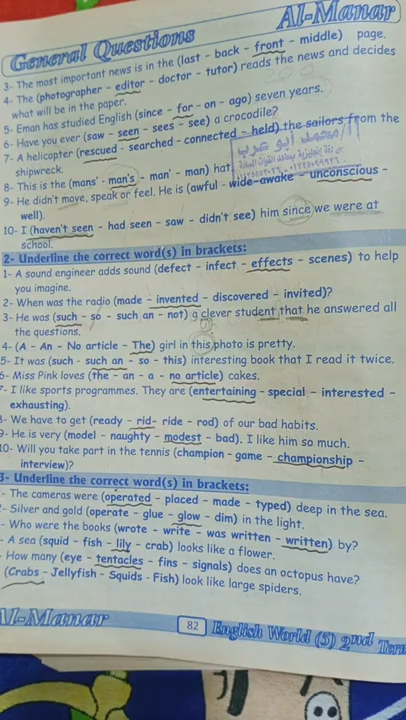 Al-Manar
General Questions
3- The most important news is in the (last - back - front - middle) page.
4- The (photographer - editor - doctor - tutor) reads the news and decides
what will be in the paper.
5- Eman has studied English (since - for - on - ago) seven years.
6- Have you ever (saw - seen - sees - see) a crocodile?
7- A helicopter (rescued - searched - connected - held) the sailors from the
shipwreck.
8- This is the (mans' - man's - man' - man) hat
9- He didn't move, speak or feel. He is (awful - wide-awake - unconscious -
well).
10- I (haven't seen - had seen - saw - didn't see) him since we were at
school.
2- Underline the correct word(s) in brackets:
1- A sound engineer adds sound (defect - infect - effects - scenes) to help
you imagine.
2- When was the radio (made - invented - discovered - invited)?
3- He was (such - so - such an - not) a clever student that he answered all
the questions.
4- (A - An - No article - The) girl in this photo is pretty.
5- It was (such - such an - so - this) interesting book that I read it twice.
6- Miss Pink loves (the - an - a - no article) cakes.
7- I like sports programmes. They are (entertaining - special - interested -
exhausting).
8- We have to get (ready - rid- ride - rod) of our bad habits.
9- He is very (model - naughty - modest - bad). I like him so much.
10- Will you take part in the tennis (champion - game - championship -
interview)?
3- Underline the correct word(s) in brackets:
- The cameras were (operated - placed - made - typed) deep in the sea.
- Silver and gold (operate - glue - glow - dim) in the light.
- Who were the books (wrote - write - was written - written) by?
- A sea (squid - fish - lily - crab) looks like a flower.
How many (eye - tentacles - fins - signals) does an octopus have?
(Crabs - Jellyfish - Squids - Fish) look like large spiders.
Al-Manar
82
English World (5) 2nd Term